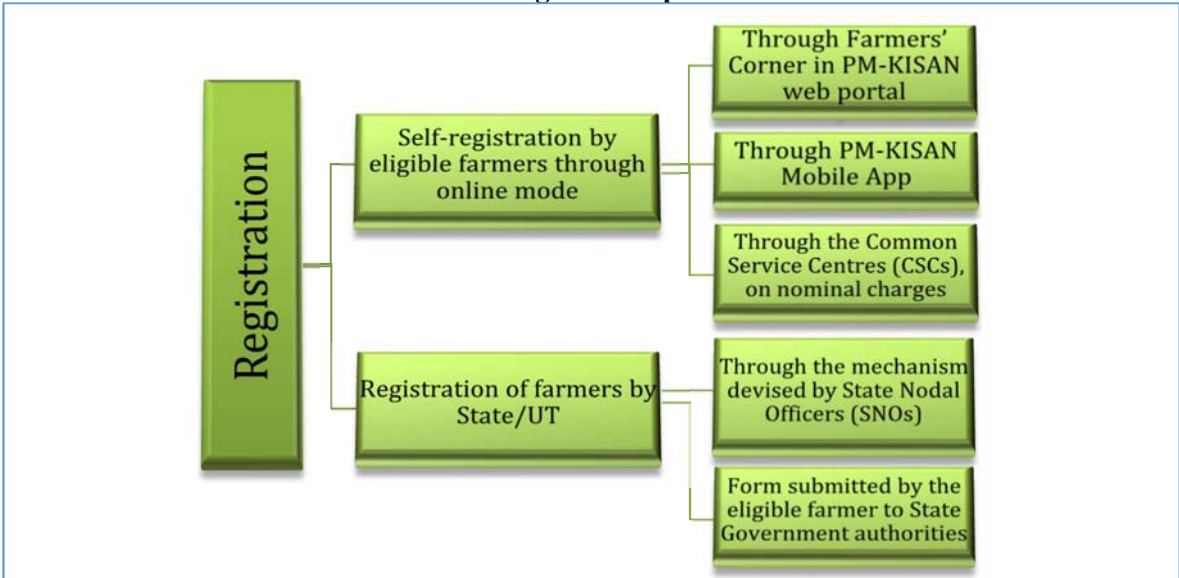 Registration
Self-registration by
eligible farmers through
online mode
Through Farmers’
Corner in PM-KISAN
web portal
Through PM-KISAN
Mobile App
Through the Common
Service Centres (CSCs),
on nominal charges
Registration of farmers by
State/UT
Through the mechanism
devised by State Nodal
Officers (SNOs)
Form submitted by the
eligible farmer to State
Government authorities